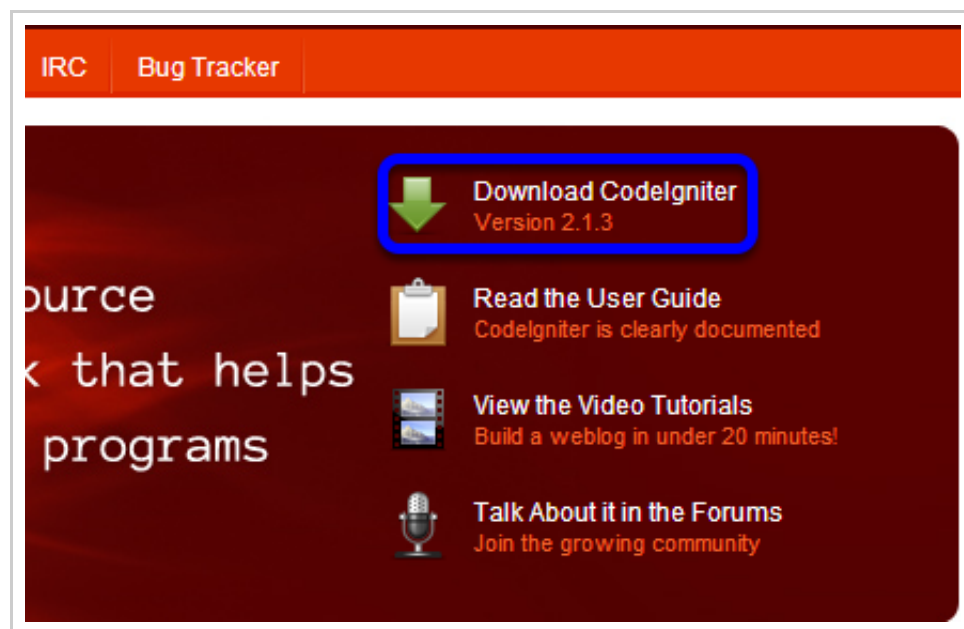 IRC
Bug Tracker
Download CodeIgniter
Version 2.1.3
ource
that helps
programs
Read the User Guide
CodeIgniter is clearly documented
View the Video Tutorials
Build a weblog in under 20 minutes!
Talk About it in the Forums
Join the growing community